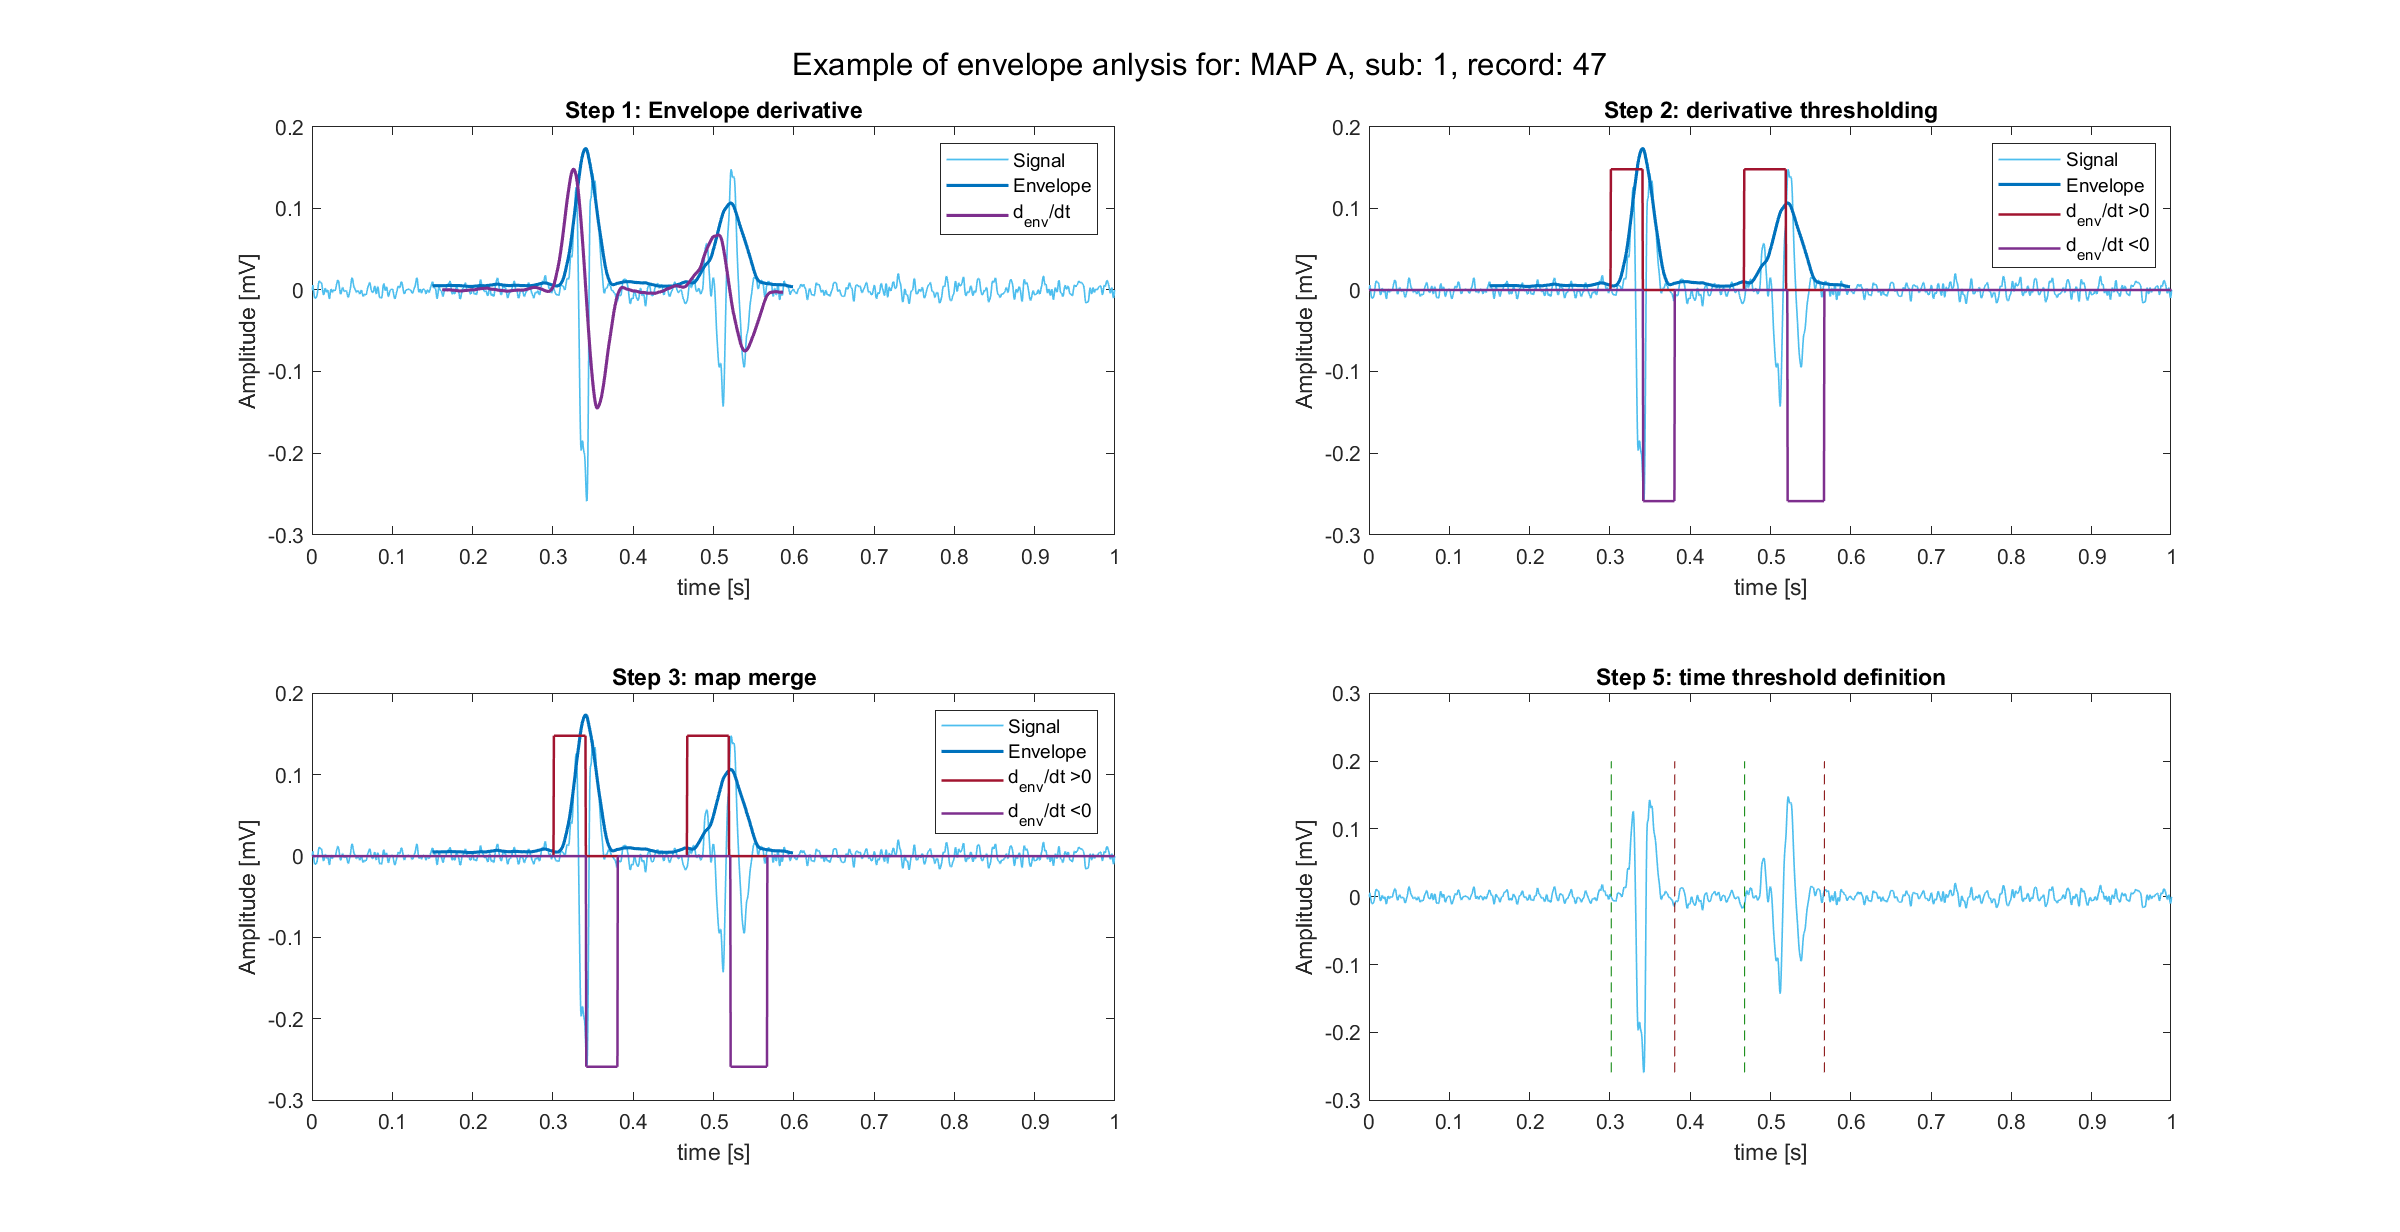 Example of envelope anlysis for: MAP A, sub: 1, record: 47
Step 1: Envelope derivative
0.2
0.1
0
-0.1
-0.2
-0.3
Amplitude [mV]
0 0.1 0.2 0.3 0.4 0.5 0.6 0.7 0.8 0.9 1
time [s]
Signal
Envelope
d_env/dt
Step 2: derivative thresholding
0.2
0.1
0
-0.1
-0.2
-0.3
Amplitude [mV]
0 0.1 0.2 0.3 0.4 0.5 0.6 0.7 0.8 0.9 1
time [s]
Signal
Envelope
d_env/dt >0
d_env/dt <0
Step 3: map merge
0.2
0.1
0
-0.1
-0.2
-0.3
Amplitude [mV]
0 0.1 0.2 0.3 0.4 0.5 0.6 0.7 0.8 0.9 1
time [s]
Signal
Envelope
d_env/dt >0
d_env/dt <0
Step 5: time threshold definition
0.3
0.2
0.1
0
-0.1
-0.2
-0.3
Amplitude [mV]
0 0.1 0.2 0.3 0.4 0.5 0.6 0.7 0.8 0.9 1
time [s]